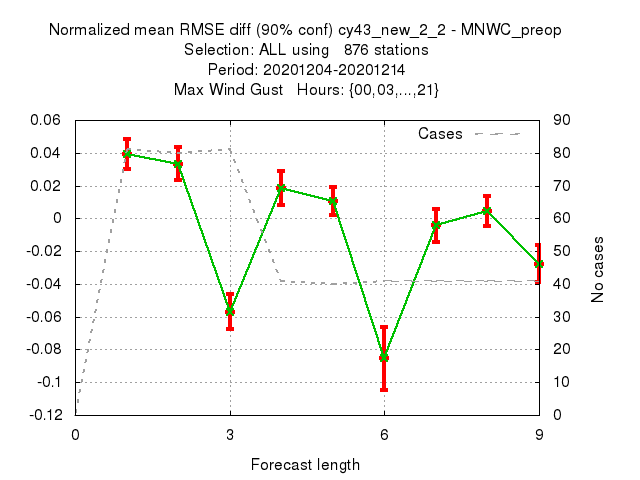 Normalized mean RMSE diff (90% conf) cy43_new_2_2 - MNWC_preop
Selection: ALL using 876 stations
Period: 20201204-20201214
Max Wind Gust Hours: {00,03,...,21}
0.06
0.04
0.02
0
-0.02
-0.04
-0.06
-0.08
-0.1
-0.12
Cases
90
80
70
60
50
40
30
20
10
0
No cases
0 3 6 9
Forecast length